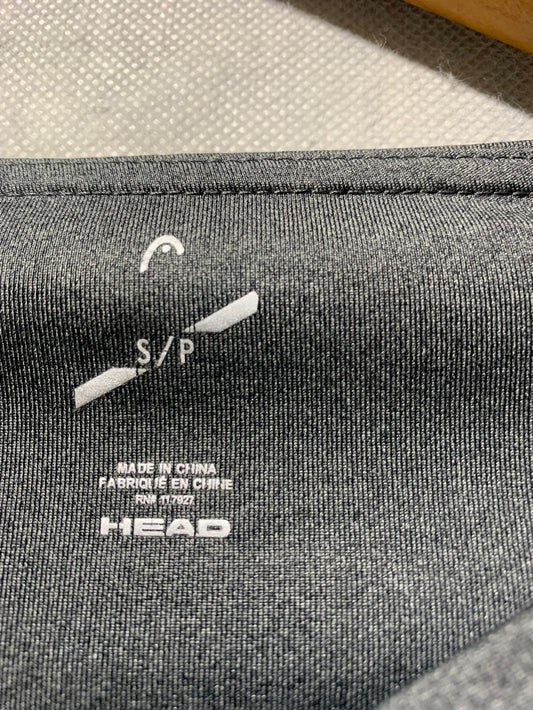 S/P
MADE IN CHINA
FABRIQUÉ EN CHINE
RN# 117927
HEAD